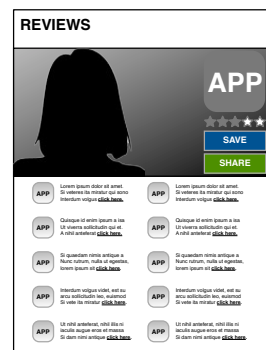 REVIEWS
APP
SAVE
SHARE
APP
Lorem ipsum dolor sit amet.
Si veteres ita miratur qui sono
Interdum volgus click here.
APP
Lorem ipsum dolor sit amet.
Si veteres ita miratur qui sono
Interdum volgus click here.
APP
Quisque id enim ipsum a isa
Ut viverra sollicitudin qui et.
A nihil anteferat click here.
APP
Quisque id enim ipsum a isa
Ut viverra sollicitudin qui et.
A nihil anteferat click here.
APP
Si quaedam nimis antique a
Nunc rutrum, nulla ut egestas,
lorem ipsum sit click here.
APP
Si quaedam nimis antique a
Nunc rutrum, nulla ut egestas,
lorem ipsum sit click here.
APP
Interdum volgus videt, est su
arcu sollicitudin leo, euismod
Si vete ita miratur click here.
APP
Interdum volgus videt, est su
arcu sollicitudin leo, euismod
Si vete ita miratur click here.
APP
Ut nihil anteferat, nihil illis ni
iaculis augue eros et massa
Si dam nimi antique click here.
APP
Ut nihil anteferat, nihil illis ni
iaculis augue eros et massa
Si dam nimi antique click here.